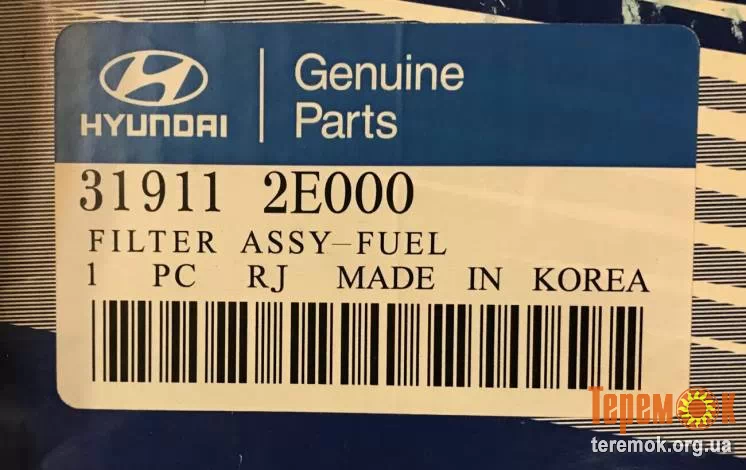 HYUNDAI
Genuine
Parts
31911 2E000
FILTER ASSY-FUEL
1 PC RJ MADE IN KOREA
Теремок
teremok.org.ua